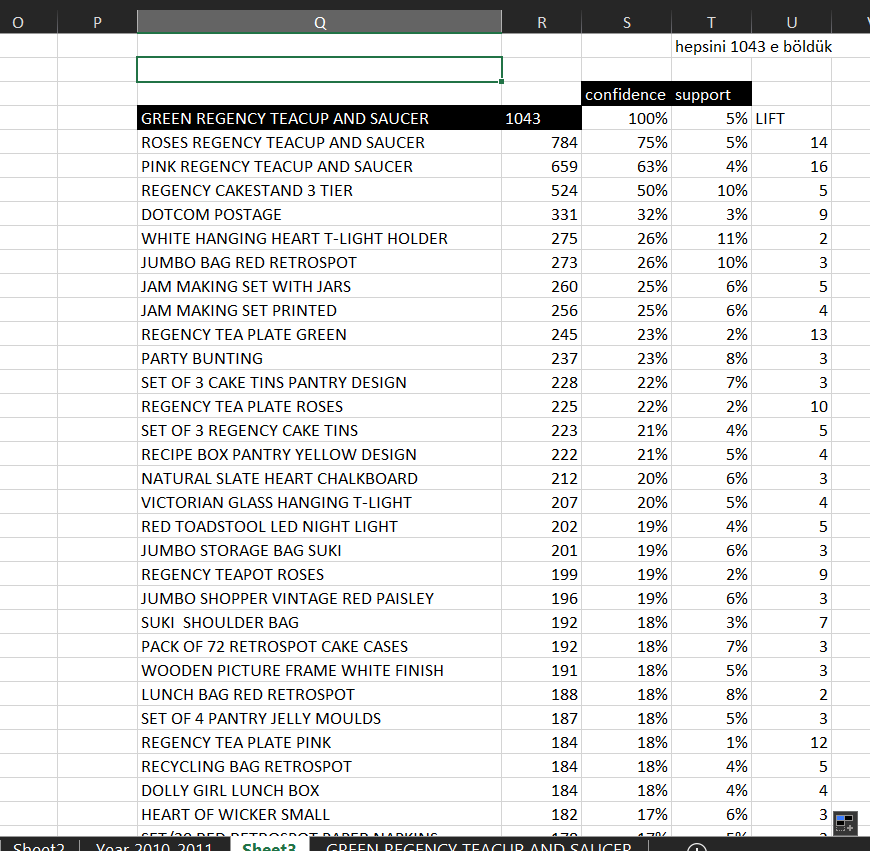 O P Q R S T U
hepsini 1043 e böldük
confidence support
GREEN REGENCY TEACUP AND SAUCER 1043 100% 5% LIFT
ROSES REGENCY TEACUP AND SAUCER 784 75% 5% 14
PINK REGENCY TEACUP AND SAUCER 659 63% 4% 16
REGENCY CAKESTAND 3 TIER 524 50% 10% 5
DOTCOM POSTAGE 331 32% 3% 9
WHITE HANGING HEART T-LIGHT HOLDER 275 26% 11% 2
JUMBO BAG RED RETROSPOT 273 26% 10% 3
JAM MAKING SET WITH JARS 260 25% 6% 5
JAM MAKING SET PRINTED 256 25% 6% 4
REGENCY TEA PLATE GREEN 245 23% 2% 13
PARTY BUNTING 237 23% 8% 3
SET OF 3 CAKE TINS PANTRY DESIGN 228 22% 7% 3
REGENCY TEA PLATE ROSES 225 22% 2% 10
SET OF 3 REGENCY CAKE TINS 223 21% 4% 5
RECIPE BOX PANTRY YELLOW DESIGN 222 21% 5% 4
NATURAL SLATE HEART CHALKBOARD 212 20% 6% 3
VICTORIAN GLASS HANGING T-LIGHT 207 20% 5% 4
RED TOADSTOOL LED NIGHT LIGHT 202 19% 4% 5
JUMBO STORAGE BAG SUKI 201 19% 6% 3
REGENCY TEAPOT ROSES 199 19% 2% 9
JUMBO SHOPPER VINTAGE RED PAISLEY 196 19% 6% 3
SUKI  SHOULDER BAG 192 18% 3% 7
PACK OF 72 RETROSPOT CAKE CASES 192 18% 7% 3
WOODEN PICTURE FRAME WHITE FINISH 191 18% 5% 3
LUNCH BAG RED RETROSPOT 188 18% 8% 2
SET OF 4 PANTRY JELLY MOULDS 187 18% 5% 3
REGENCY TEA PLATE PINK 184 18% 1% 12
RECYCLING BAG RETROSPOT 184 18% 4% 5
DOLLY GIRL LUNCH BOX 184 18% 4% 4
HEART OF WICKER SMALL 182 17% 6% 3
SET/20 RED RETROSPOT PAPER NAPKINS 178 17% 5%
Sheet2 Year 2010-2011 Sheet3 GREEN REGENCY TEACUP AND SAUCER